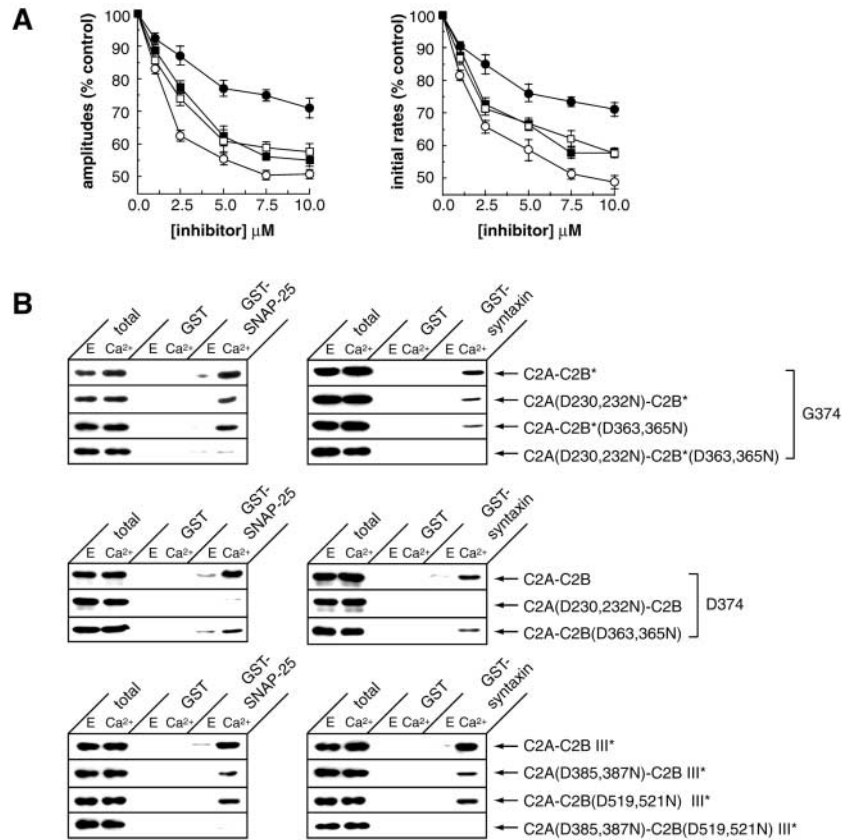 A
amplitudes (% control)
100
90
80
70
60
50
0.0 2.5 5.0 7.5 10.0
[inhibitor] μM
initial rates (% control)
100
90
80
70
60
50
0.0 2.5 5.0 7.5 10.0
[inhibitor] μM
B
total GST GST-SNAP-25
E Ca2+ E Ca2+ E Ca2+
total GST GST-syntaxin
E Ca2+ E Ca2+ E Ca2+
C2A-C2B*
C2A(D230,232N)-C2B*
C2A-C2B*(D363,365N)
C2A(D230,232N)-C2B*(D363,365N)
G374
total GST GST-SNAP-25
E Ca2+ E Ca2+ E Ca2+
total GST GST-syntaxin
E Ca2+ E Ca2+ E Ca2+
C2A-C2B
C2A(D230,232N)-C2B
C2A-C2B(D363,365N)
D374
total GST GST-SNAP-25
E Ca2+ E Ca2+ E Ca2+
total GST GST-syntaxin
E Ca2+ E Ca2+ E Ca2+
C2A-C2B III*
C2A(D385,387N)-C2B III*
C2A-C2B(D519,521N) III*
C2A(D385,387N)-C2B(D519,521N) III*